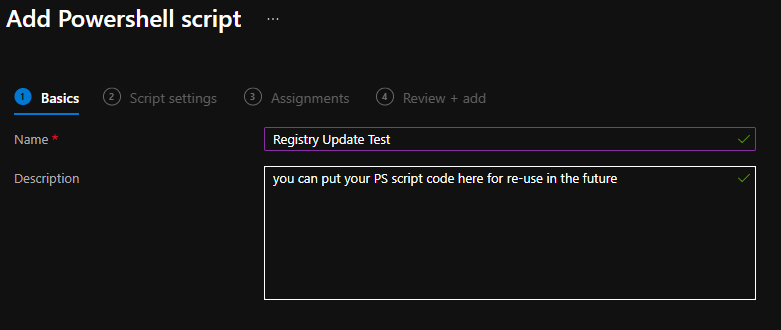 Add Powershell script ...
1 Basics 2 Script settings 3 Assignments 4 Review + add
Name * Registry Update Test
Description you can put your PS script code here for re-use in the future